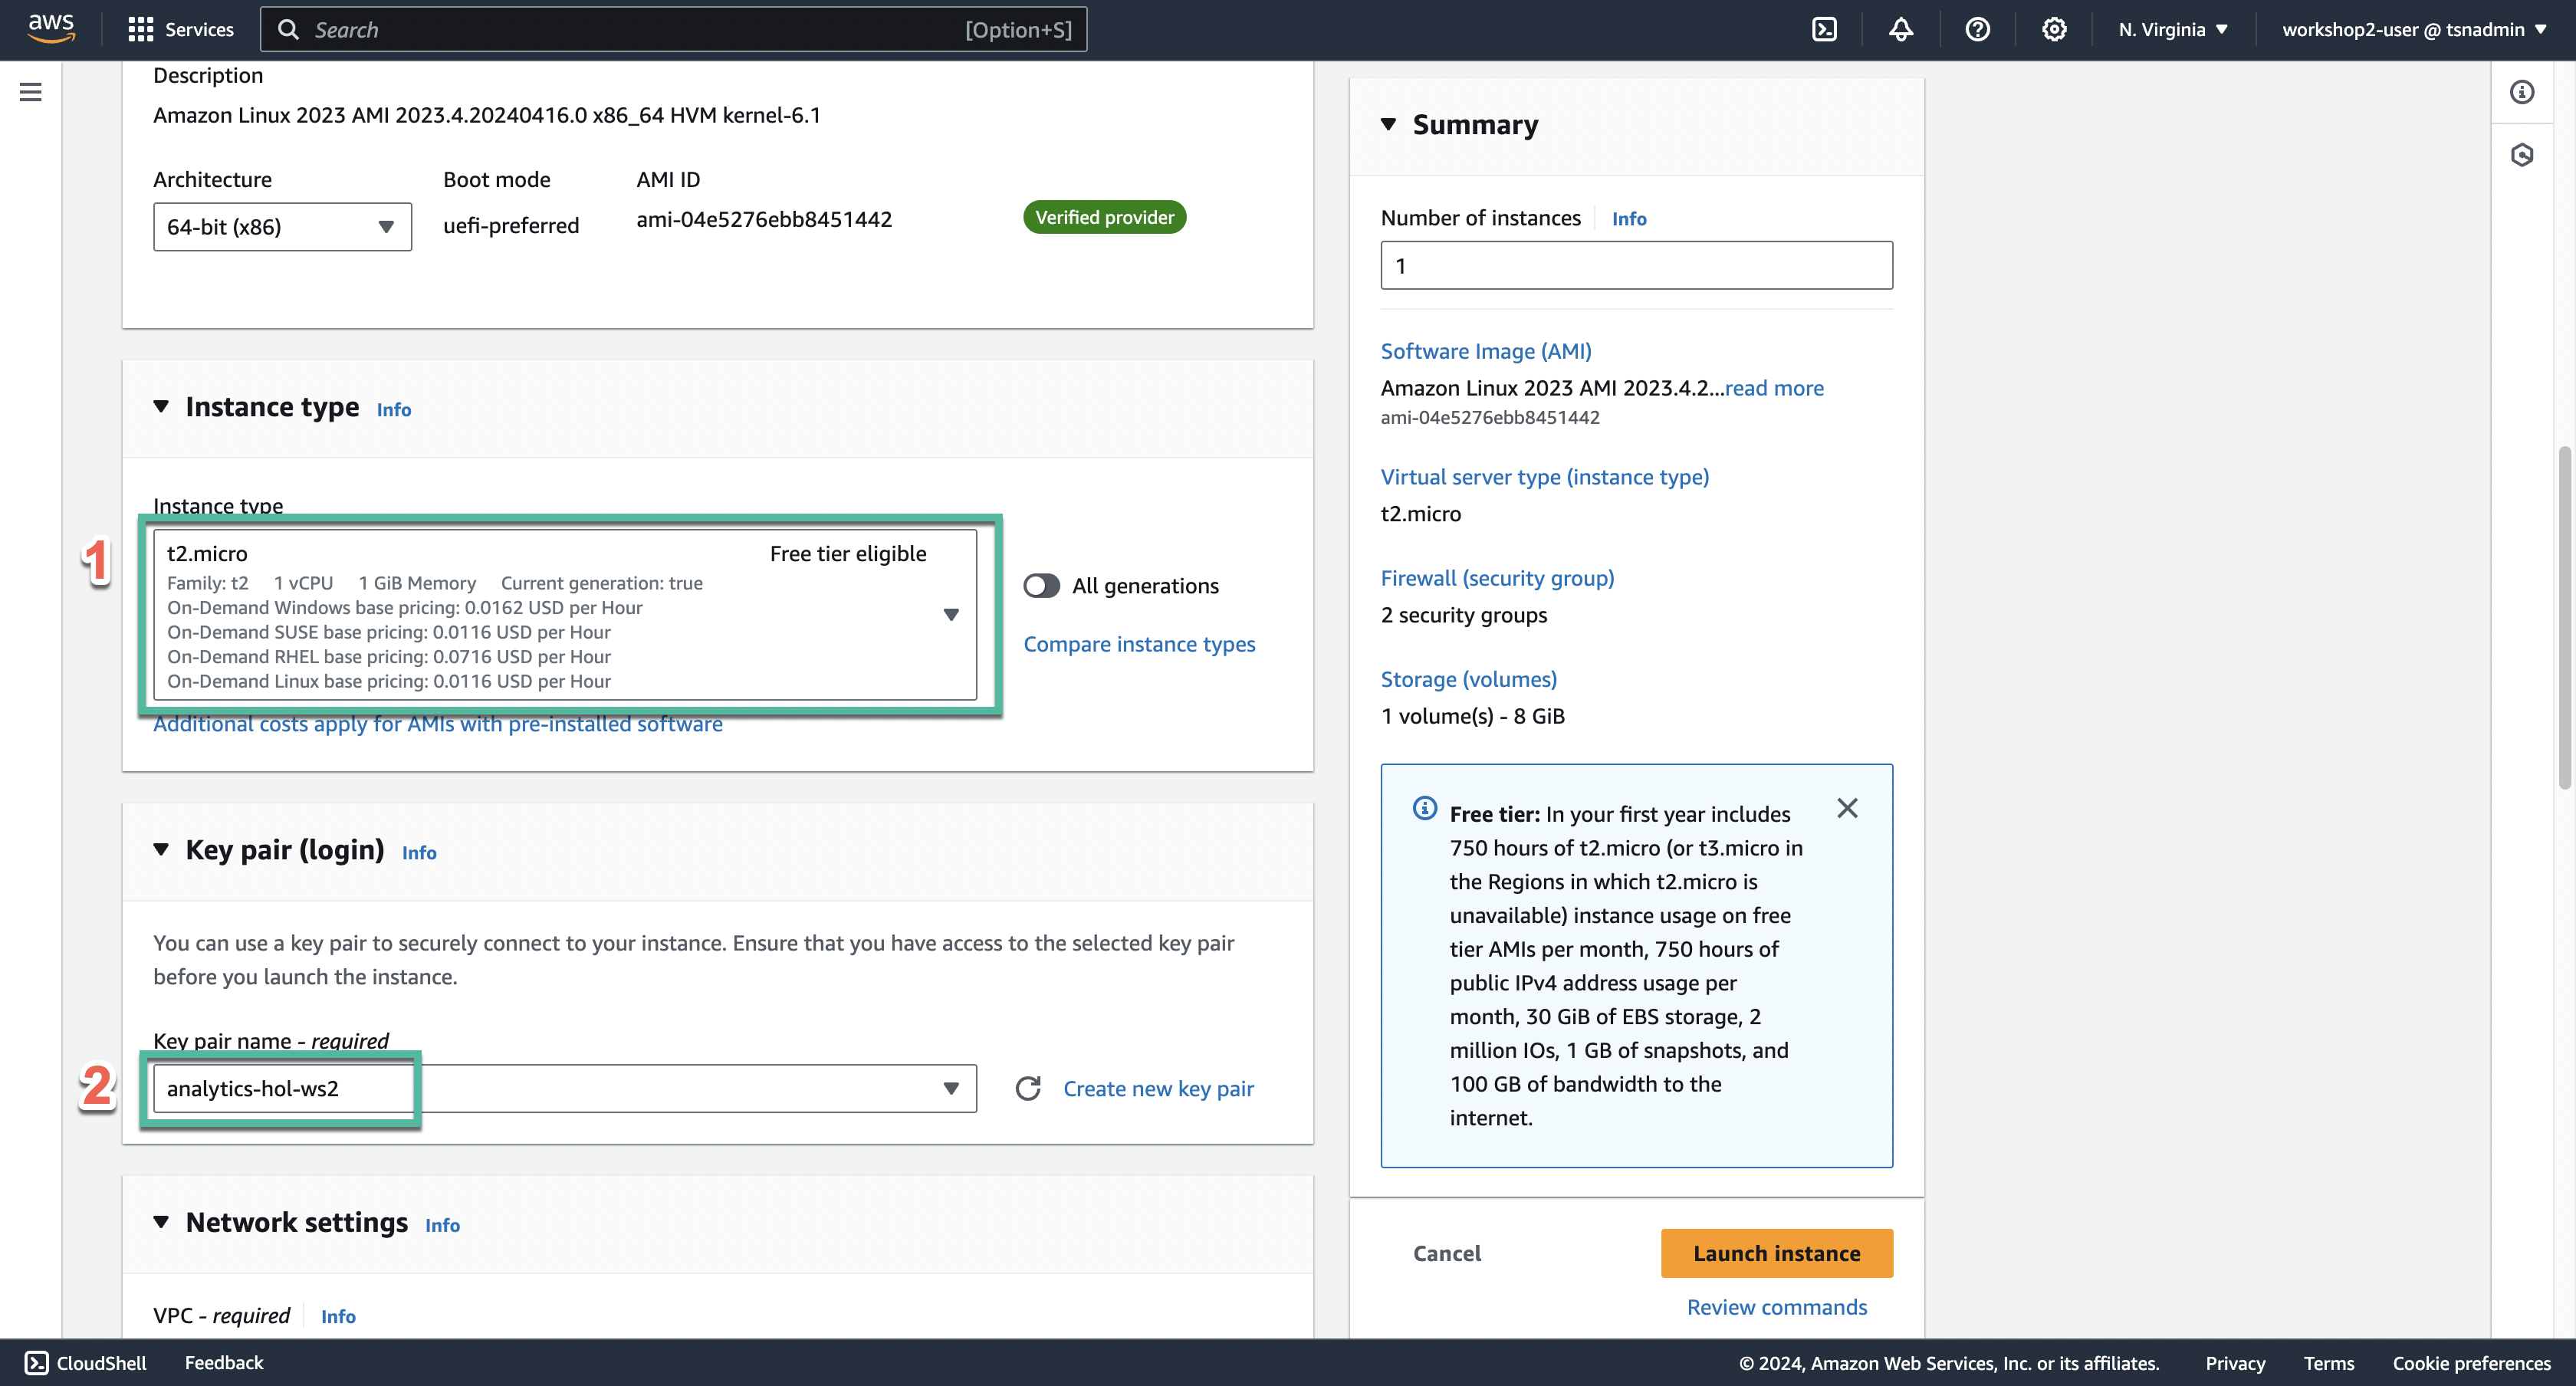 aws
Services
Search
[Option+S]
N. Virginia
workshop2-user @ tsnadmin
Description
Amazon Linux 2023 AMI 2023.4.20240416.0 x86_64 HVM kernel-6.1
Architecture
Boot mode
AMI ID
64-bit (x86)
uefi-preferred
ami-04e5276ebb8451442
Verified provider
Instance type Info
Instance type
1
t2.micro
Free tier eligible
Family: t2 1 vCPU 1 GiB Memory Current generation: true
On-Demand Windows base pricing: 0.0162 USD per Hour
On-Demand SUSE base pricing: 0.0116 USD per Hour
On-Demand RHEL base pricing: 0.0716 USD per Hour
On-Demand Linux base pricing: 0.0116 USD per Hour
All generations
Compare instance types
Additional costs apply for AMIs with pre-installed software
Key pair (login) Info
You can use a key pair to securely connect to your instance. Ensure that you have access to the selected key pair
before you launch the instance.
Key pair name - required
2
analytics-hol-ws2
Create new key pair
Network settings Info
VPC - required Info
Summary
Number of instances Info
1
Software Image (AMI)
Amazon Linux 2023 AMI 2023.4.2...read more
ami-04e5276ebb8451442
Virtual server type (instance type)
t2.micro
Firewall (security group)
2 security groups
Storage (volumes)
1 volume(s) - 8 GiB
Free tier: In your first year includes
750 hours of t2.micro (or t3.micro in
the Regions in which t2.micro is
unavailable) instance usage on free
tier AMIs per month, 750 hours of
public IPv4 address usage per
month, 30 GiB of EBS storage, 2
million IOs, 1 GB of snapshots, and
100 GB of bandwidth to the
internet.
Cancel
Launch instance
Review commands
CloudShell
Feedback
© 2024, Amazon Web Services, Inc. or its affiliates.
Privacy
Terms
Cookie preferences